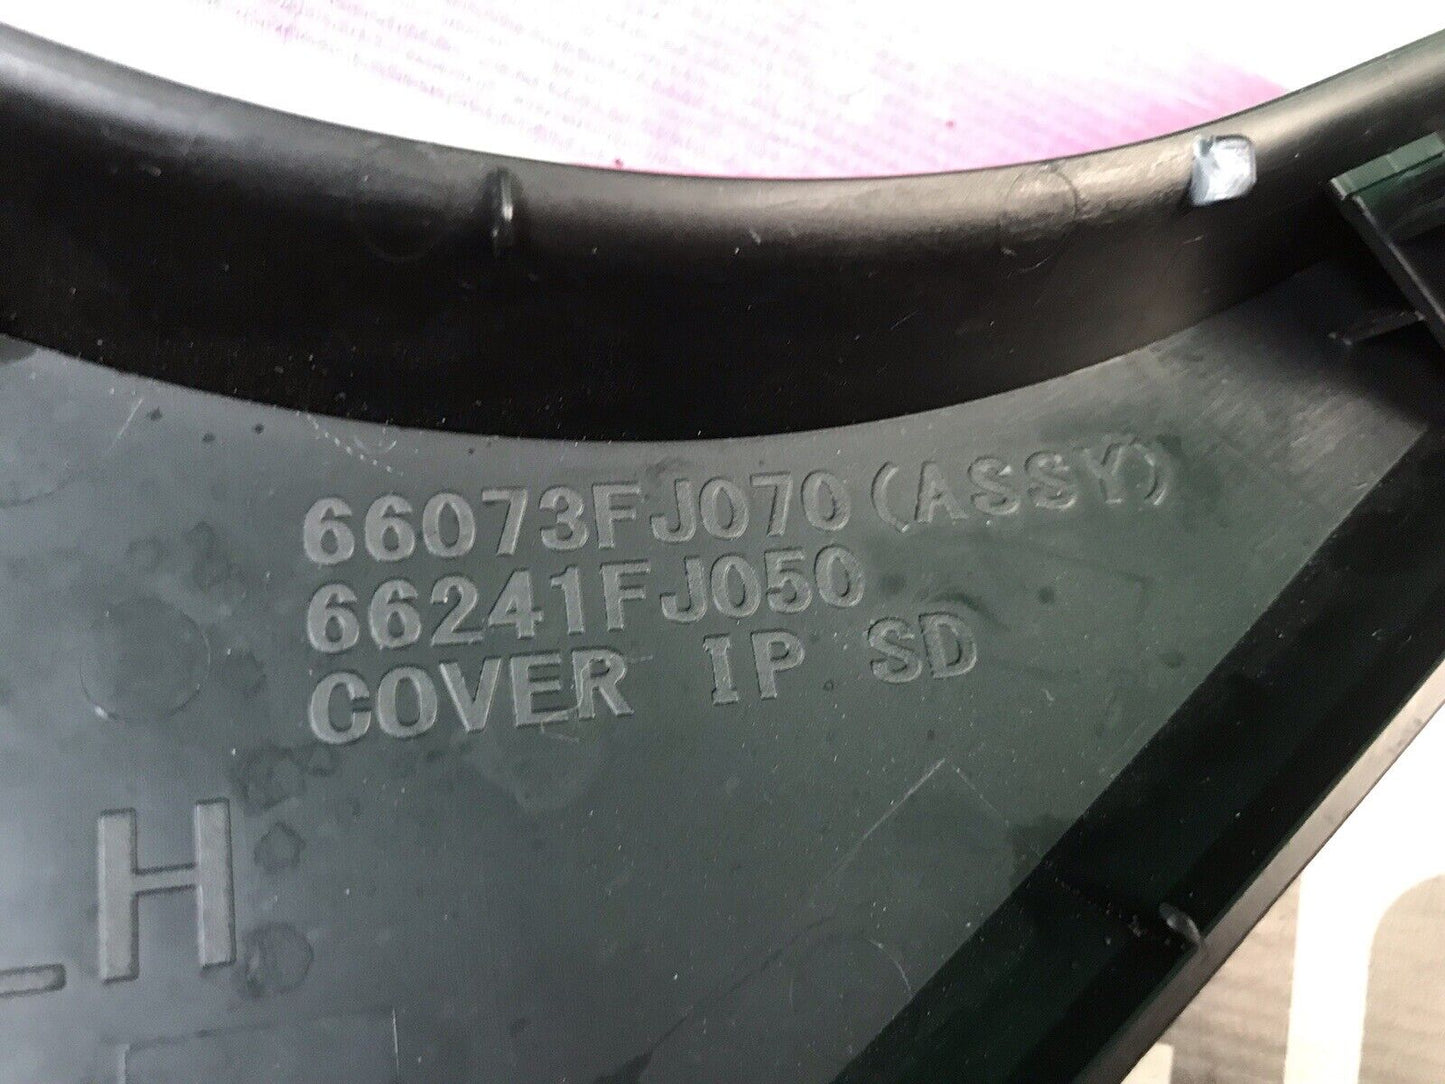 66073FJ070(ASSY)
66241FJ050
COVER IP SD
LH